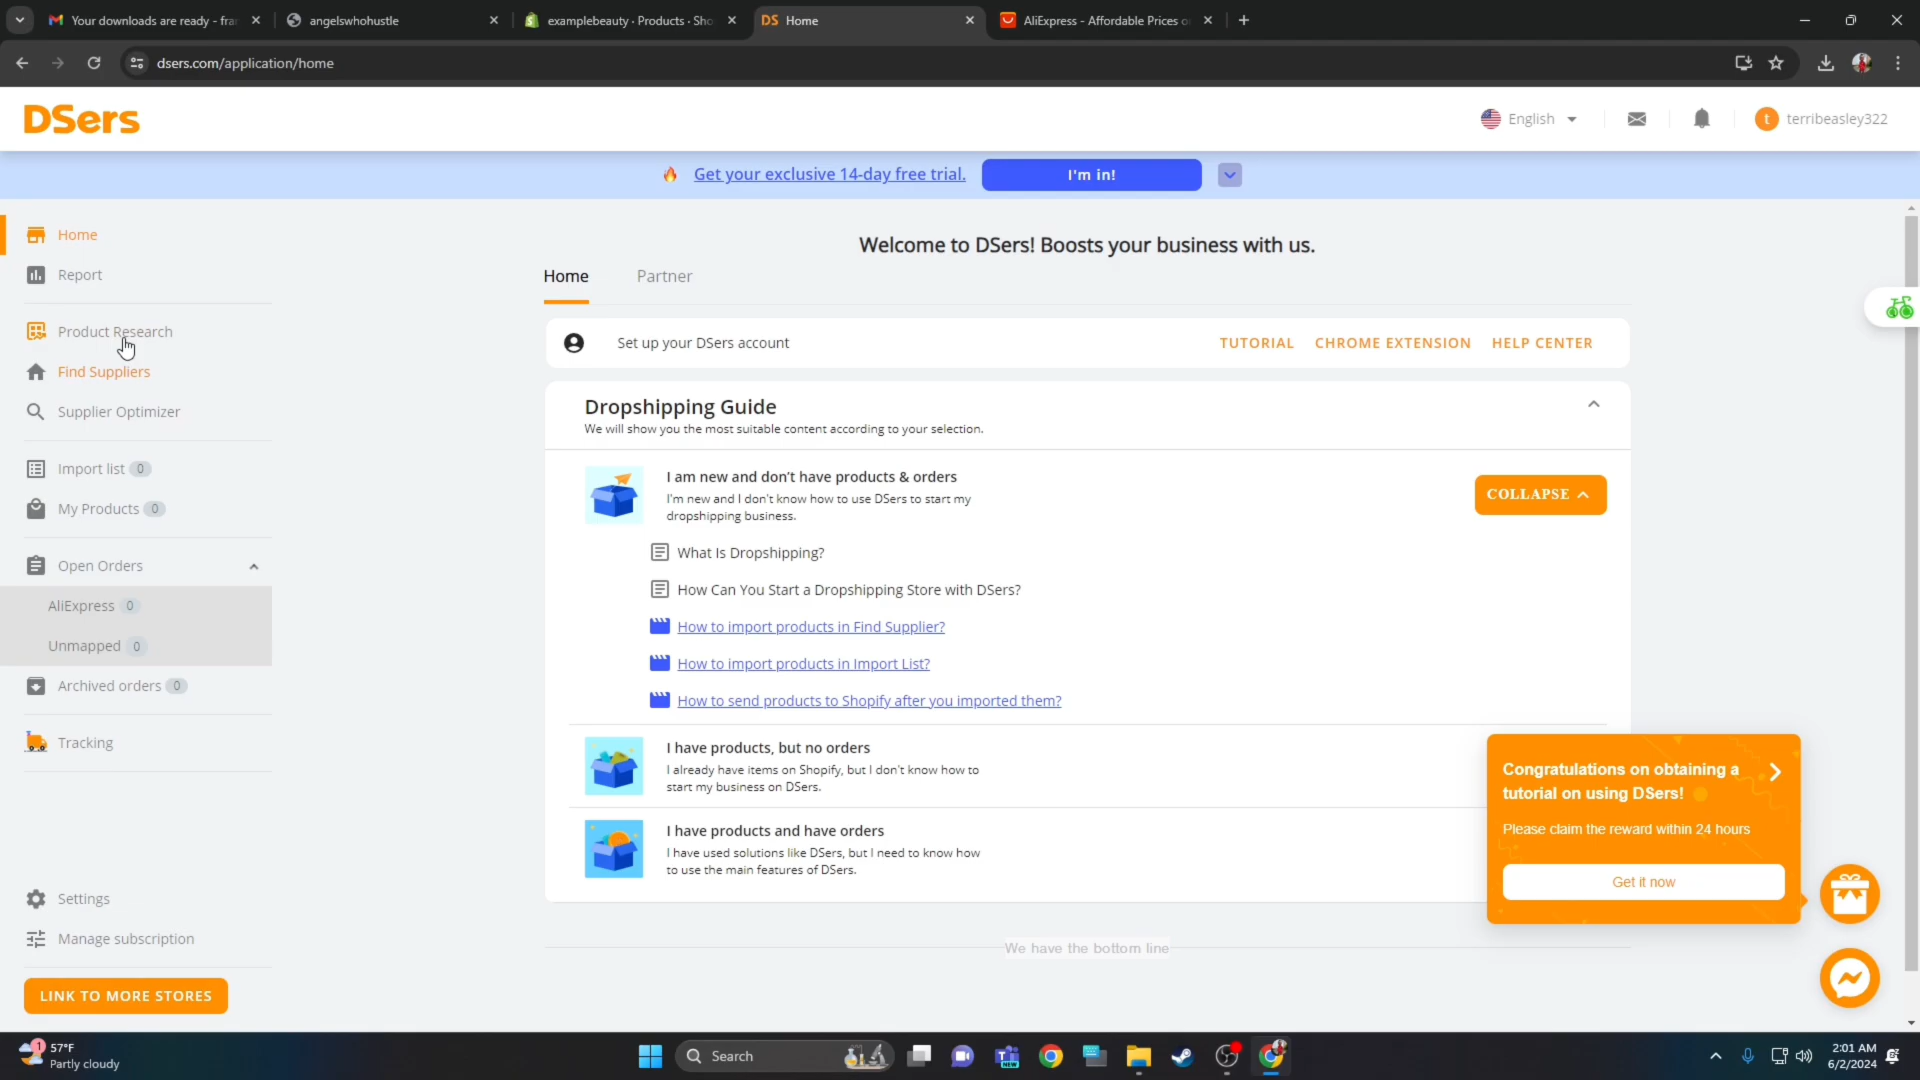 Your downloads are ready - fra
angelswhohustle
examplebeauty · Products · Sho
DS Home
AliExpress - Affordable Prices o
dsers.com/application/home
DSers
English
t terribeasley322
Get your exclusive 14-day free trial.
I'm in!
Home
Report
Product Research
Find Suppliers
Supplier Optimizer
Import list 0
My Products 0
Open Orders
AliExpress 0
Unmapped 0
Archived orders 0
Tracking
Settings
Manage subscription
LINK TO MORE STORES
Welcome to DSers! Boosts your business with us.
Home
Partner
Set up your DSers account
TUTORIAL
CHROME EXTENSION
HELP CENTER
Dropshipping Guide
We will show you the most suitable content according to your selection.
I am new and don't have products & orders
I'm new and I don't know how to use DSers to start my
dropshipping business.
COLLAPSE
What Is Dropshipping?
How Can You Start a Dropshipping Store with DSers?
How to import products in Find Supplier?
How to import products in Import List?
How to send products to Shopify after you imported them?
I have products, but no orders
I already have items on Shopify, but I don't know how to
start my business on DSers.
I have products and have orders
I have used solutions like DSers, but I need to know how
to use the main features of DSers.
We have the bottom line
Congratulations on obtaining a
tutorial on using DSers!
Please claim the reward within 24 hours
Get it now
1
57°F
Partly cloudy
Search
NEW
2:01 AM
6/2/2024